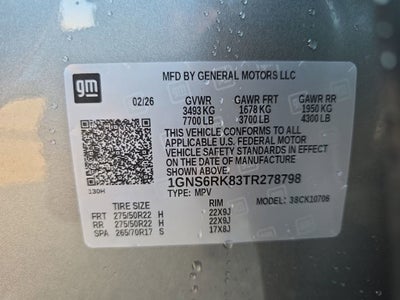 gm
MFD BY GENERAL MOTORS LLC
02/26 GVWR GAWR FRT GAWR RR
3493 KG 1678 KG 1950 KG
7700 LB 3700 LB 4300 LB
THIS VEHICLE CONFORMS TO ALL
APPLICABLE U.S. FEDERAL MOTOR
VEHICLE SAFETY STANDARDS IN EFFECT
ON THE DATE OF MANUFACTURE SHOWN ABOVE.
1GNS6RK83TR278798
130H TYPE: MPV MODEL: 38CK10706
TIRE SIZE RIM
FRT 275/50R22 H 22X9J
RR 275/50R22 H 22X9J
SPA 265/70R17 S 17X8J